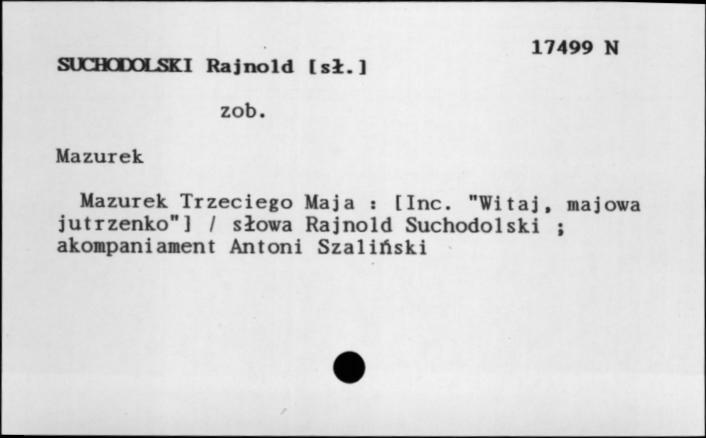 17499 N
SUCHODOLSKI Rajnold [sł.]
zob.
Mazurek
Mazurek Trzeciego Maja : [Inc. "Witaj, majowa
jutrzenko"] / słowa Rajnold Suchodolski ;
akompaniament Antoni Szaliński